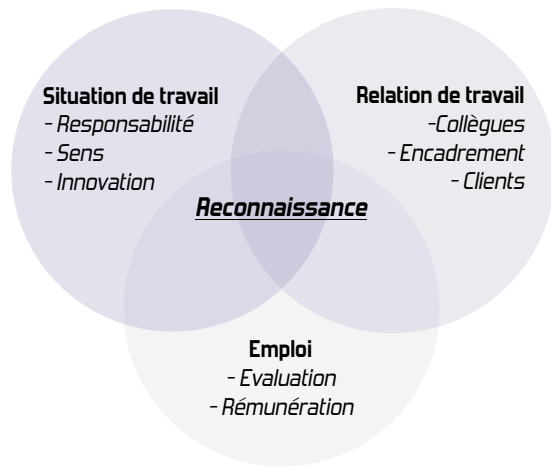 Situation de travail
- Responsabilité
- Sens
- Innovation
Relation de travail
-Collègues
- Encadrement
- Clients
Reconnaissance
Emploi
- Evaluation
- Rémunération